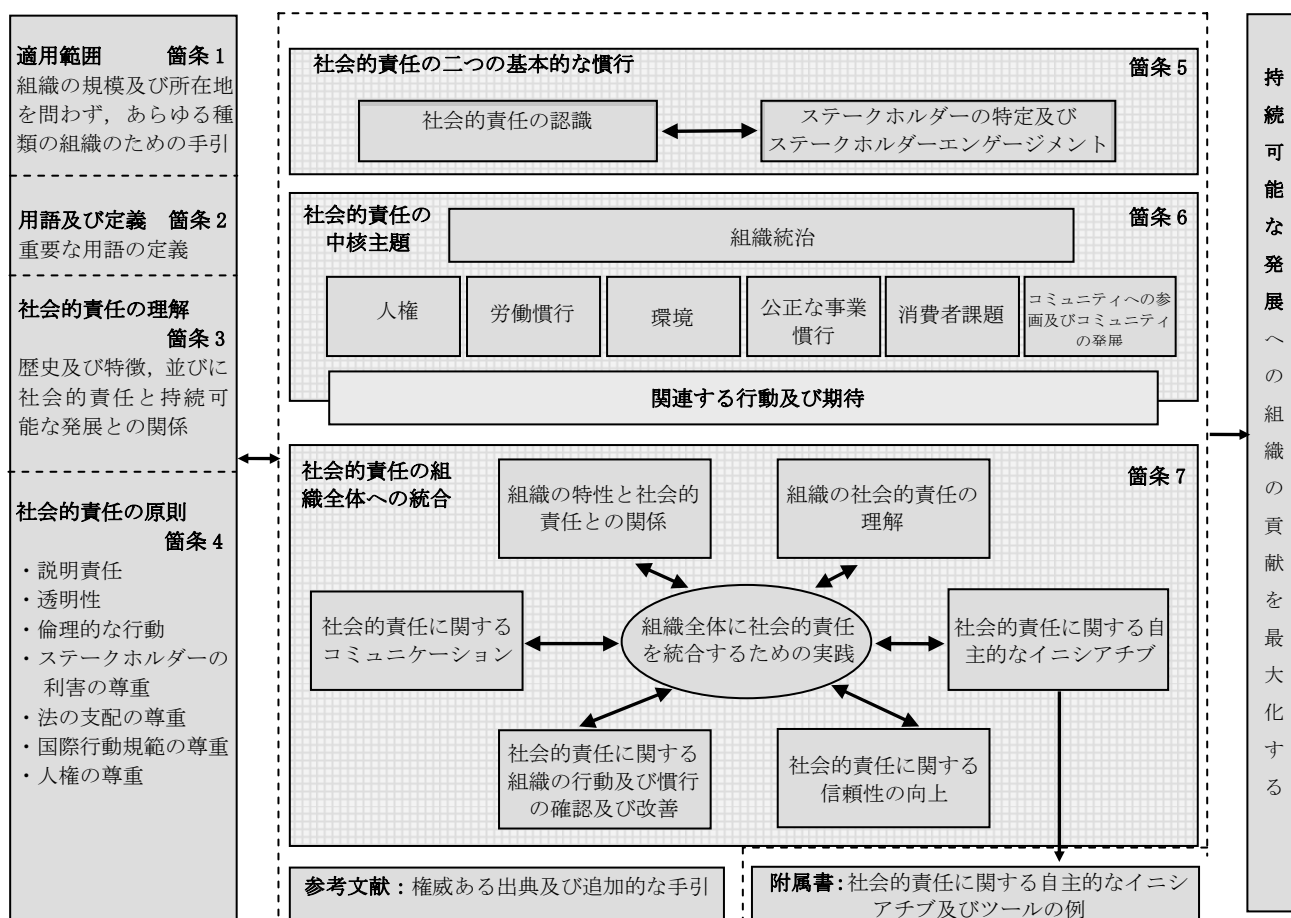 適用範囲 箇条 1
組織の規模及び所在地
を問わず，あらゆる種
類の組織のための手引
用語及び定義 箇条 2
重要な用語の定義
社会的責任の理解
箇条 3
歴史及び特徴，並びに
社会的責任と持続可
能な発展との関係
社会的責任の原則
箇条 4
・説明責任
・透明性
・倫理的な行動
・ステークホルダーの
利害の尊重
・法の支配の尊重
・国際行動規範の尊重
・人権の尊重
社会的責任の二つの基本的な慣行
箇条 5
社会的責任の認識
ステークホルダーの特定及び
ステークホルダーエンゲージメント
社会的責任の
中核主題
箇条 6
組織統治
人権
労働慣行
環境
公正な事業
慣行
消費者課題
コミュニティへの参
画及びコミュニティ
の発展
関連する行動及び期待
社会的責任の組
織全体への統合
箇条 7
組織の特性と社会的
責任との関係
組織の社会的責任の
理解
社会的責任に関する
コミュニケーション
組織全体に社会的責任
を統合するための実践
社会的責任に関する自
主的なイニシアチブ
社会的責任に関する
組織の行動及び慣行
の確認及び改善
社会的責任に関する
信頼性の向上
参考文献：権威ある出典及び追加的な手引
附属書：社会的責任に関する自主的なイニシ
アチブ及びツールの例
持続可能な発展への組織の貢献を最大化する